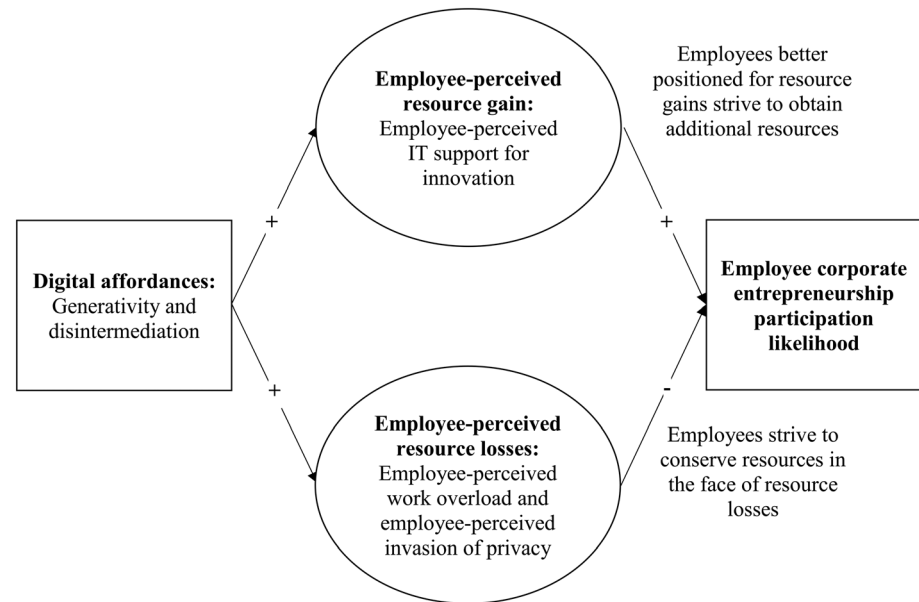 Employee-perceived
resource gain:
Employee-perceived
IT support for
innovation
Employees better
positioned for resource
gains strive to obtain
additional resources
+
+
Digital affordances:
Generativity and
disintermediation
Employee corporate
entrepreneurship
participation
likelihood
+
-
Employee-perceived
resource losses:
Employee-perceived
work overload and
employee-perceived
invasion of privacy
Employees strive to
conserve resources in
the face of resource
losses